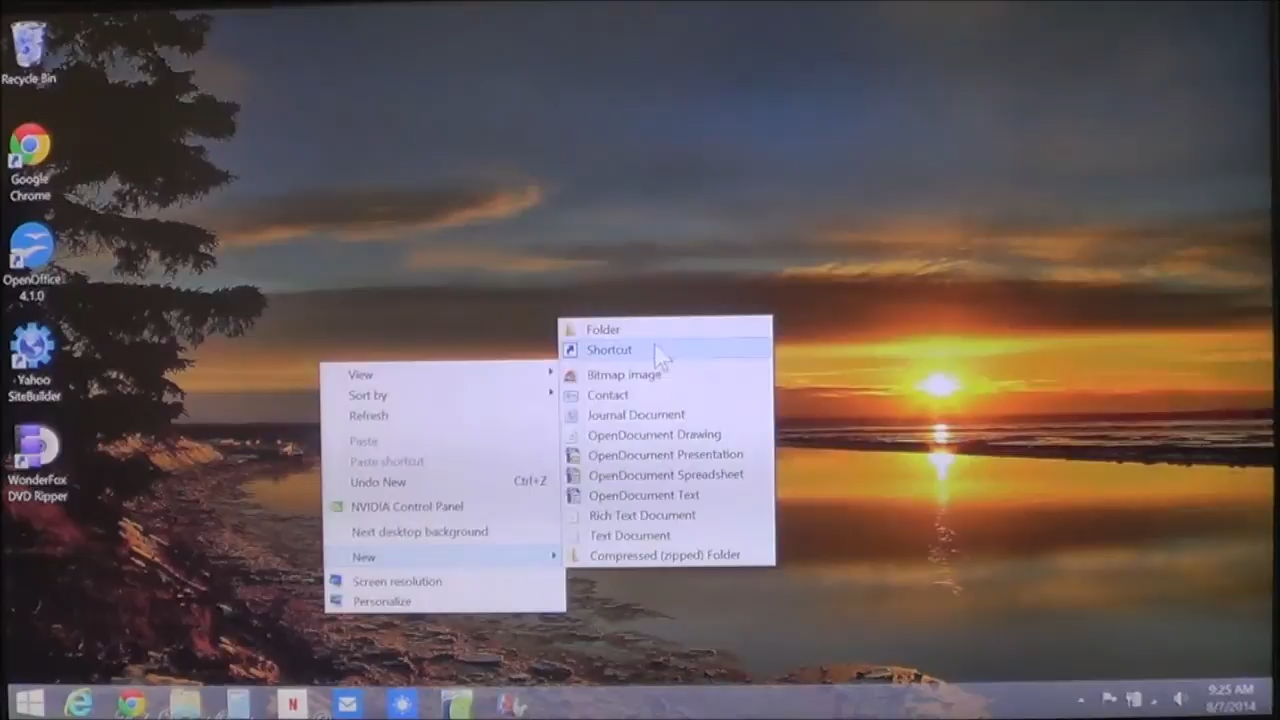 Recycle Bin
Google
Chrome
OpenOffice
4.1.0
Yahoo
SiteBuilder
WonderFox
DVD Ripper
View
Sort by
Refresh
Paste
Paste shortcut
Undo New Ctrl+Z
NVIDIA Control Panel
Next desktop background
New
Screen resolution
Personalize
Folder
Shortcut
Bitmap image
Contact
Journal Document
OpenDocument Drawing
OpenDocument Presentation
OpenDocument Spreadsheet
OpenDocument Text
Rich Text Document
Text Document
Compressed (zipped) Folder
N
9:25 AM
8/7/2014